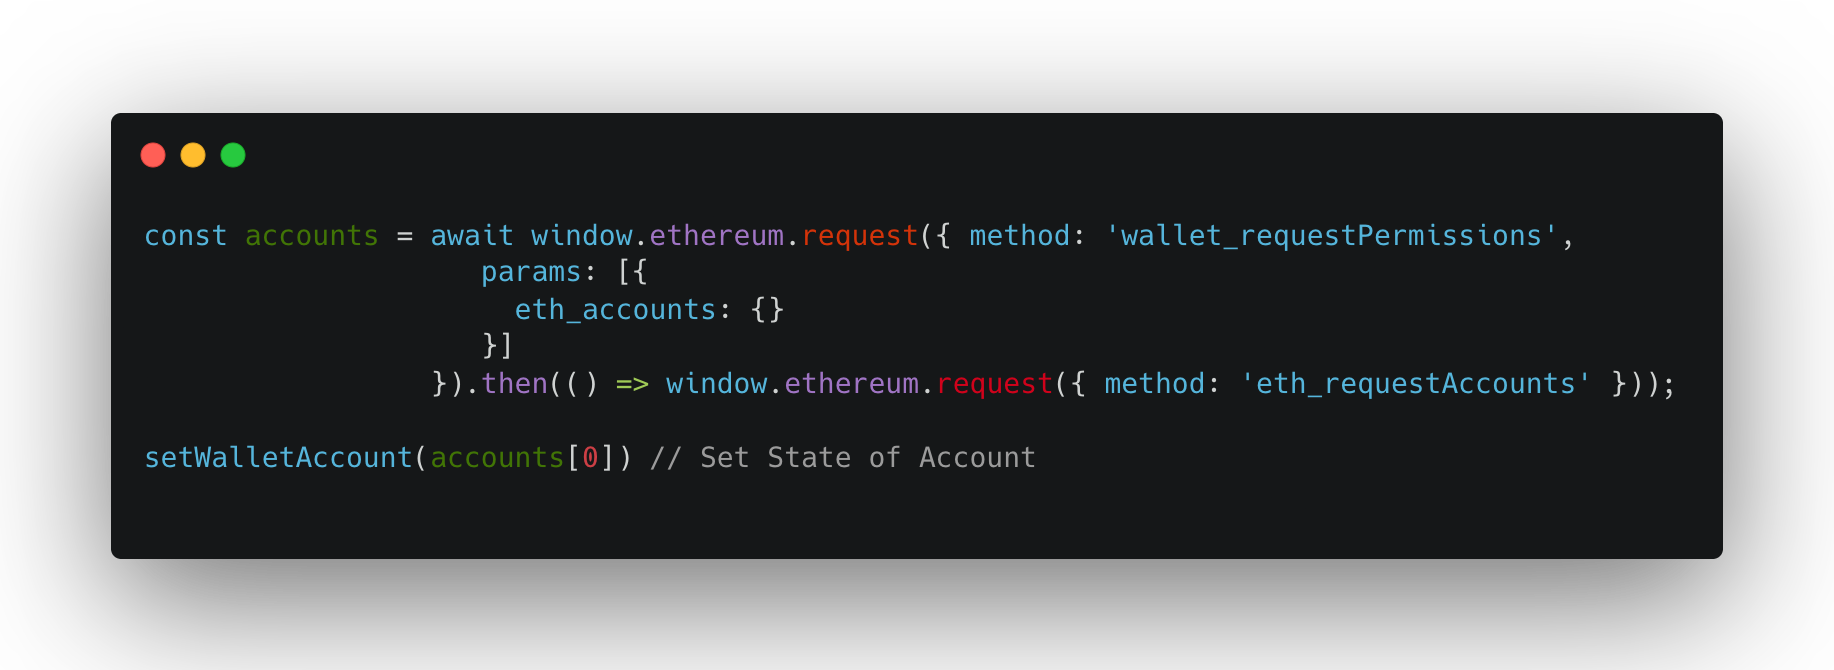 const accounts = await window.ethereum.request({ method: 'wallet_requestPermissions',
params: [{
eth_accounts: {}
}]
}).then(() => window.ethereum.request({ method: 'eth_requestAccounts' }));
setWalletAccount(accounts[0]) // Set State of Account